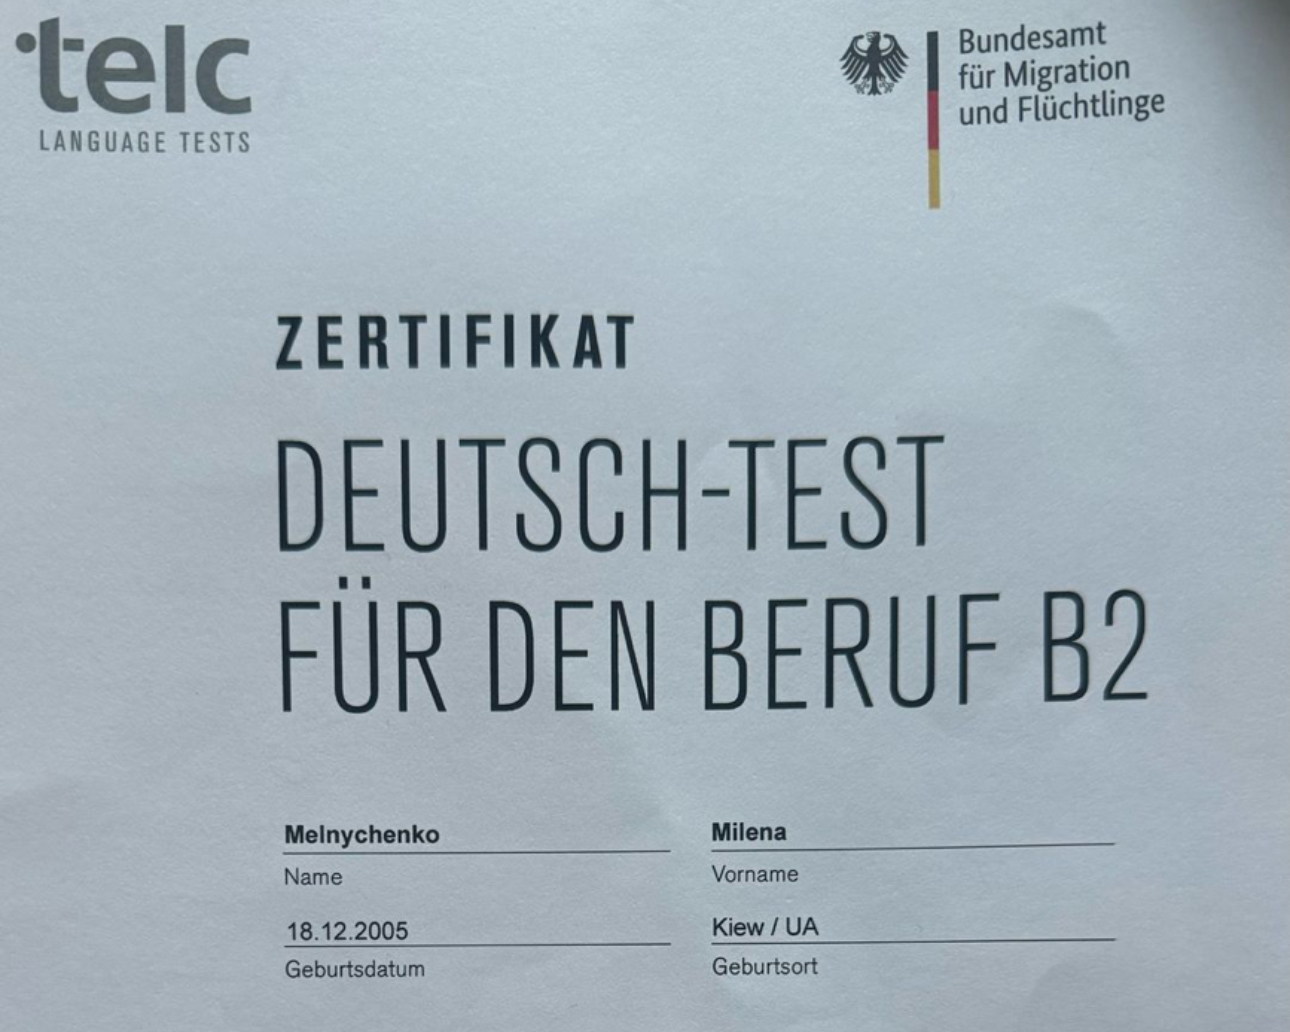 telc
LANGUAGE TESTS
Bundesamt
für Migration
und Flüchtlinge
ZERTIFIKAT
DEUTSCH-TEST
FÜR DEN BERUF B2
Melnychenko
Name
Milena
Vorname
18.12.2005
Geburtsdatum
Kiew / UA
Geburtsort